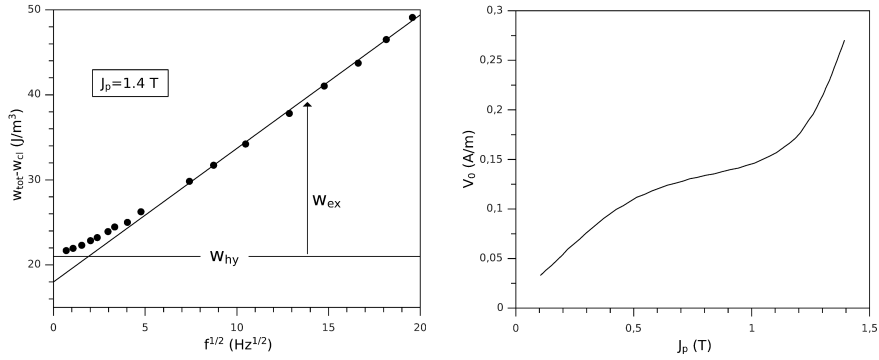 50
40
30
20
w_tot-w_cl (J/m³)
J_p=1.4 T
w_ex
w_hy
0 5 10 15 20
f^1/2 (Hz^1/2)
0,3
0,25
0,2
0,15
0,1
0,05
0
V_0 (A/m)
0 0,5 1 1,5
J_p (T)